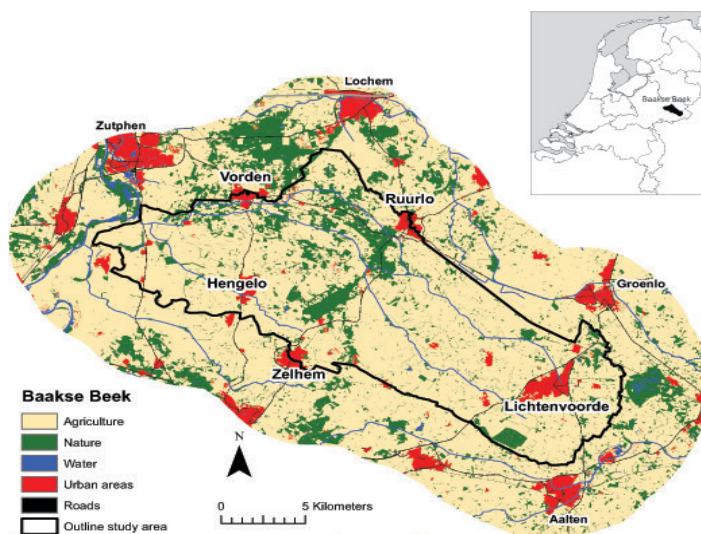 Baakse Beek
Lochem
Zutphen
Vorden
Ruurlo
Hengelo
Groenlo
Zelhem
Lichtenvoorde
Aalten
Baakse Beek
Agriculture
Nature
Water
Urban areas
Roads
Outline study area
N
0 5 Kilometers